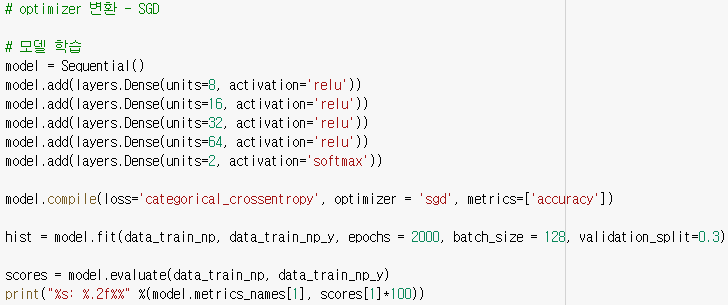 # optimizer 변환 - SGD
# 모델 학습
model = Sequential()
model.add(layers.Dense(units=8, activation='relu'))
model.add(layers.Dense(units=16, activation='relu'))
model.add(layers.Dense(units=32, activation='relu'))
model.add(layers.Dense(units=64, activation='relu'))
model.add(layers.Dense(units=2, activation='softmax'))
model.compile(loss='categorical_crossentropy', optimizer = 'sgd', metrics=['accuracy'])
hist = model.fit(data_train_np, data_train_np_y, epochs = 2000, batch_size = 128, validation_split=0.3)
scores = model.evaluate(data_train_np, data_train_np_y)
print("%s: %.2f%%" %(model.metrics_names[1], scores[1]*100))